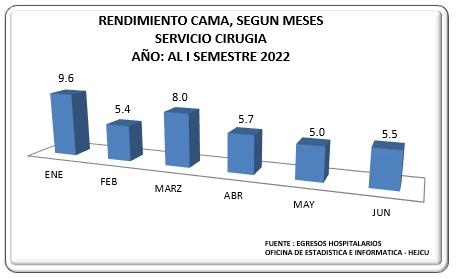 RENDIMIENTO CAMA, SEGUN MESES
SERVICIO CIRUGIA
AÑO: AL I SEMESTRE 2022
9.6
5.4
8.0
5.7
5.0
5.5
ENE
FEB
MARZ
ABR
MAY
JUN
FUENTE : EGRESOS HOSPITALARIOS
OFICINA DE ESTADISTICA E INFORMATICA - HEJCU